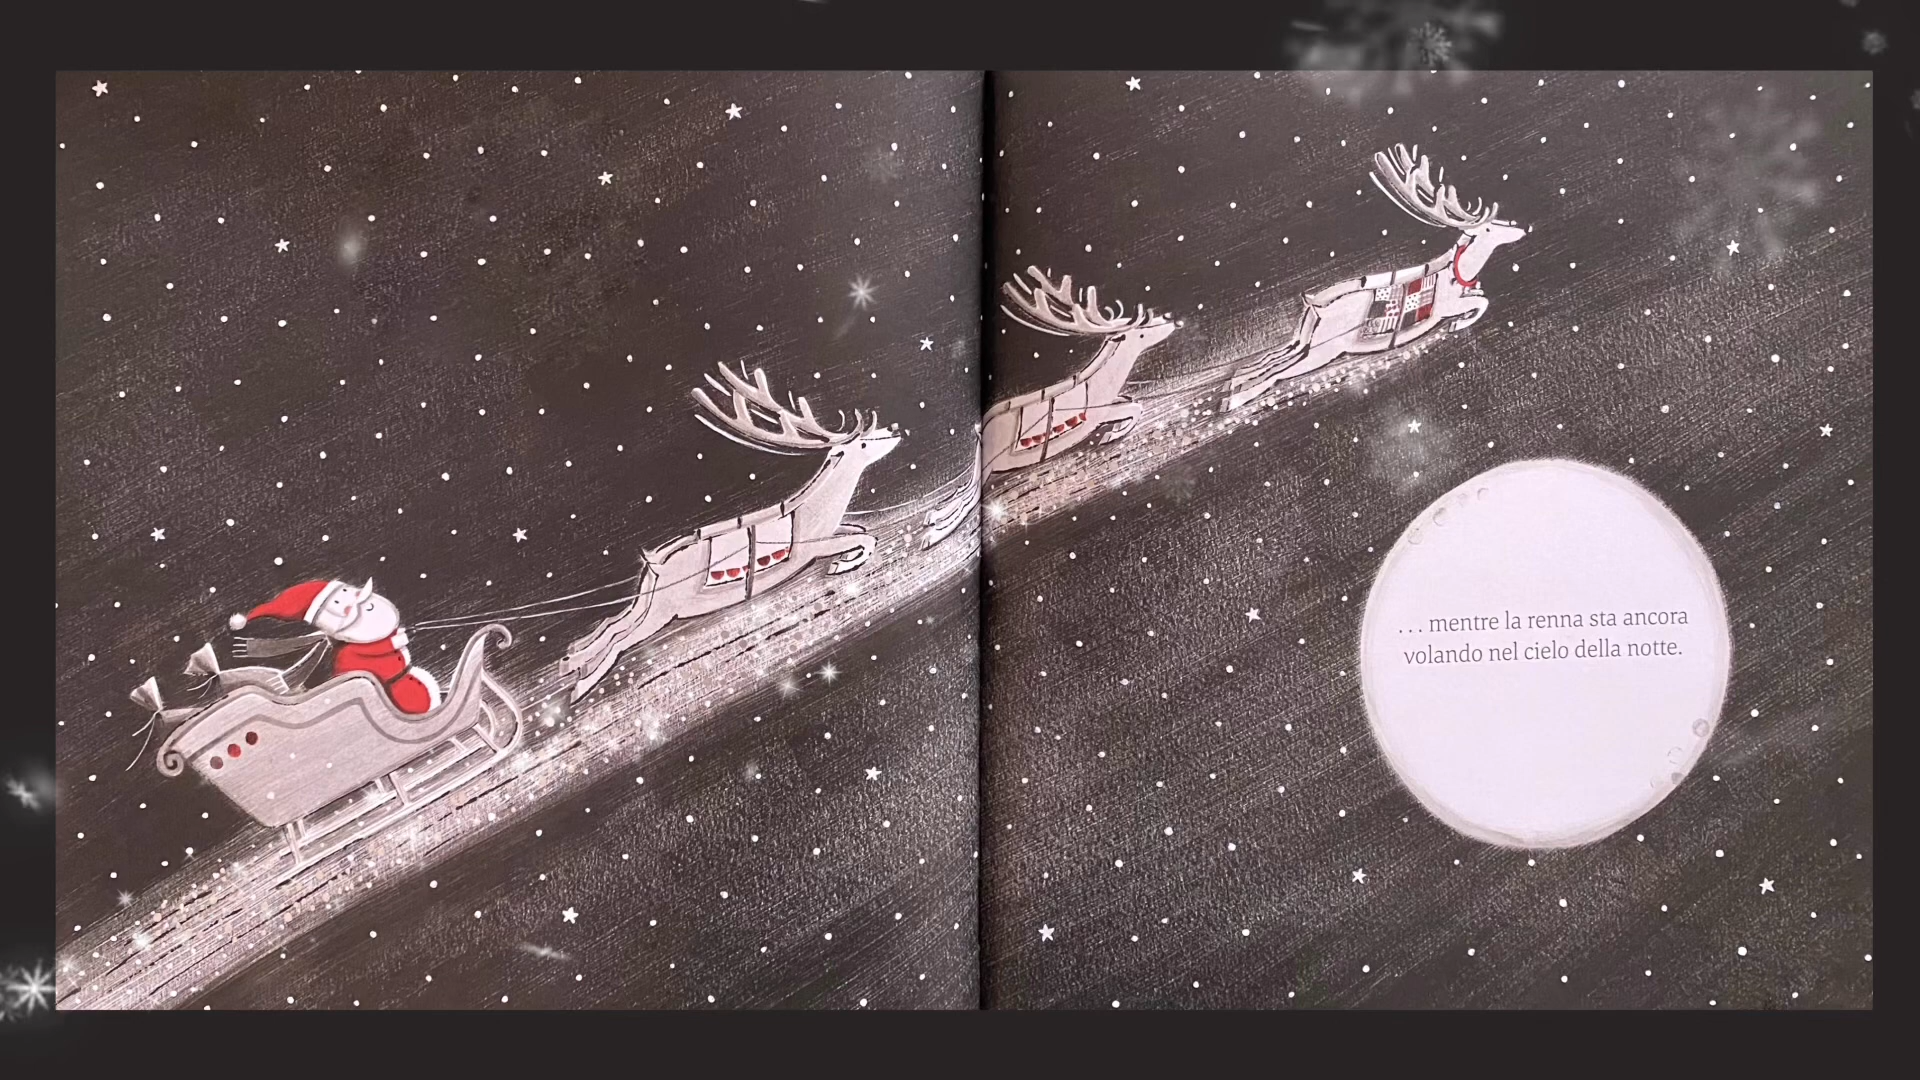 ... mentre la renna sta ancora
volando nel cielo della notte.